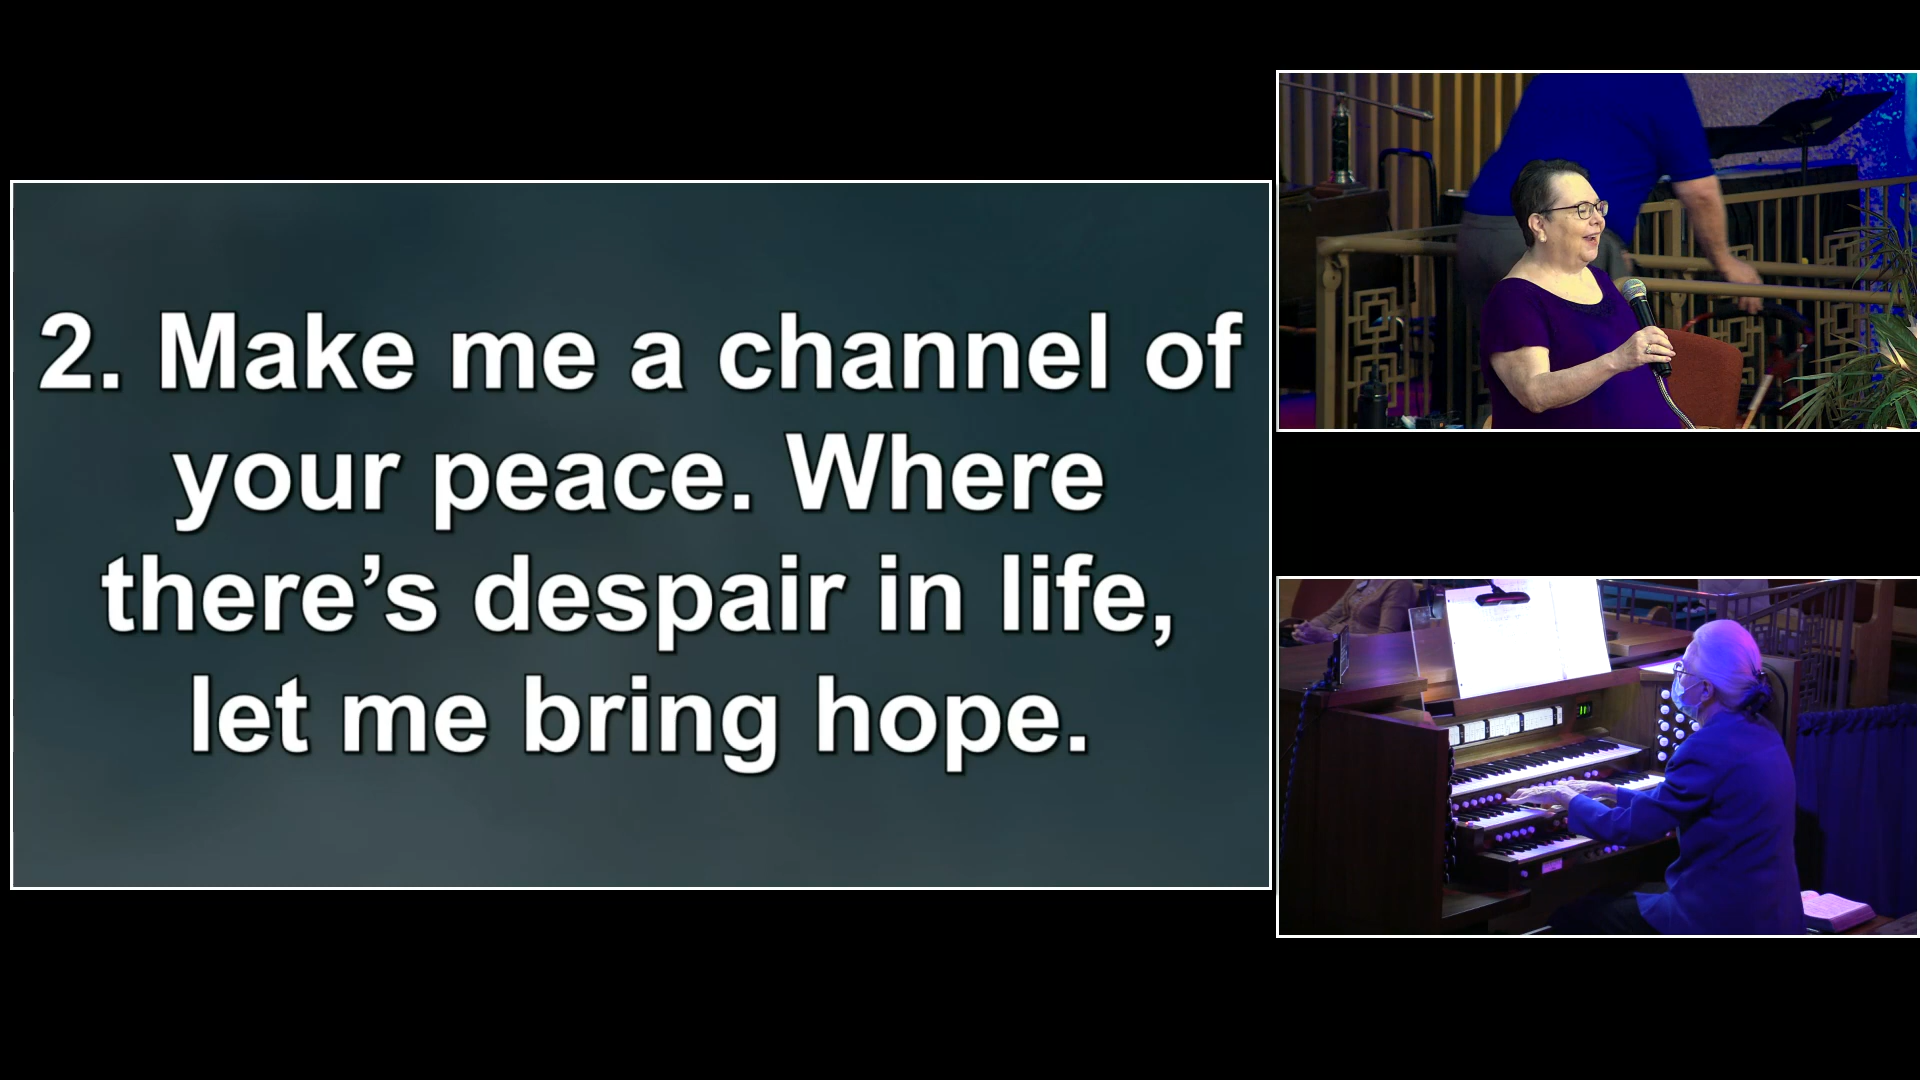 2. Make me a channel of
your peace. Where
there’s despair in life,
let me bring hope.